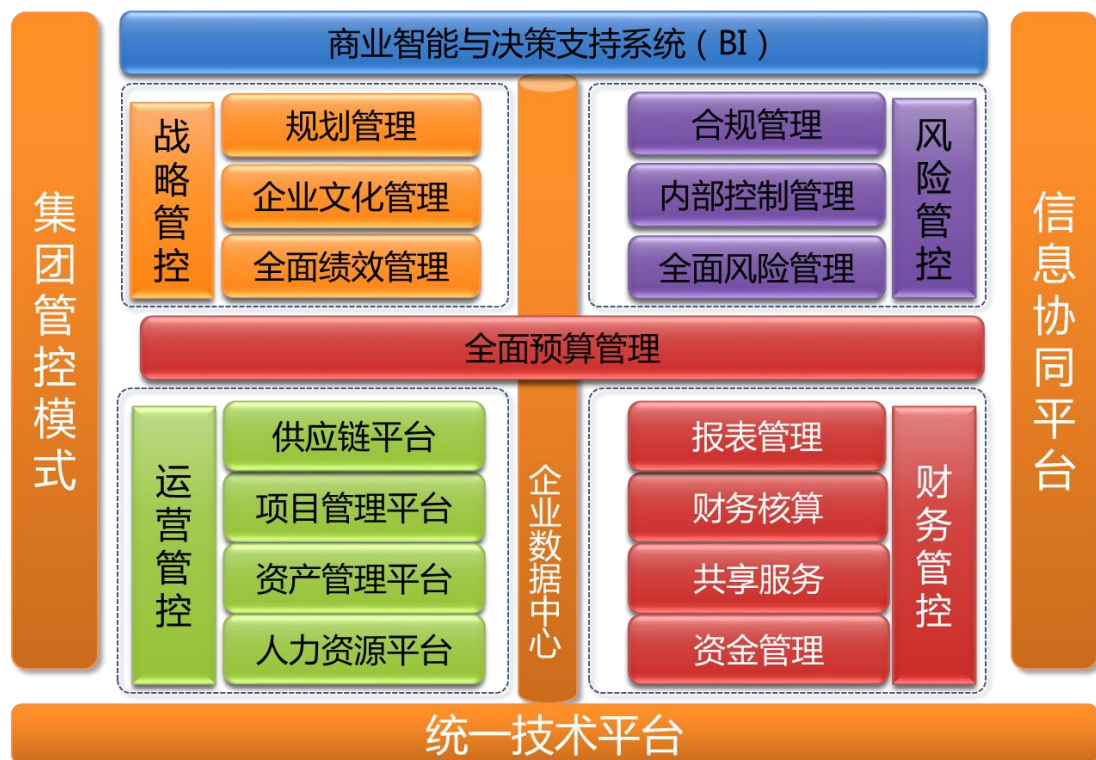 商业智能与决策支持系统（BI）
集团管控模式
战略管控
规划管理
企业文化管理
全面绩效管理
合规管理
内部控制管理
全面风险管理
风险管控
信息协同平台
全面预算管理
运营管控
供应链平台
项目管理平台
资产管理平台
人力资源平台
企业数据中心
报表管理
财务核算
共享服务
资金管理
财务管控
统一技术平台